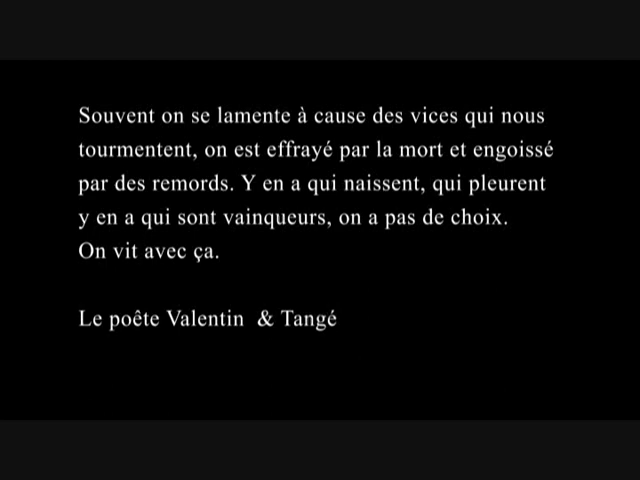 Souvent on se lamente à cause des vices qui nous
tourmentent, on est effrayé par la mort et engoissé
par des remords. Y en a qui naissent, qui pleurent
y en a qui sont vainqueurs, on a pas de choix.
On vit avec ça.
Le poête Valentin & Tangé